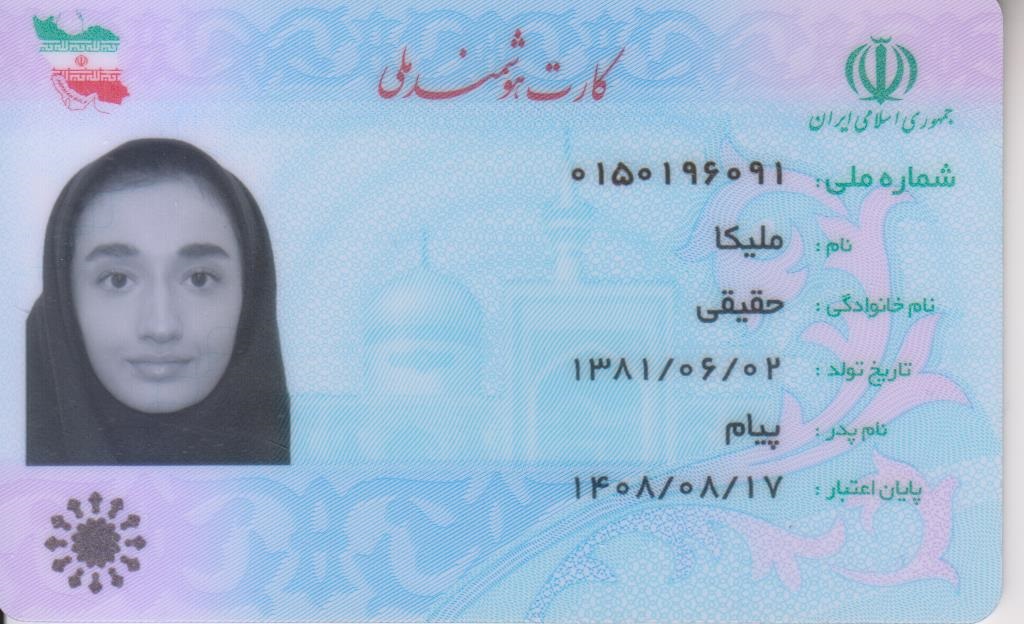 کارت هوشمند ملی
جمهوری اسلامی ایران
شماره ملی: ۰۱۵۰۱۹۶۰۹۱
نام: ملیکا
نام خانوادگی: حقیقی
تاریخ تولد: ۱۳۸۱/۰۶/۰۲
نام پدر: پیام
پایان اعتبار: ۱۴۰۸/۰۸/۱۷